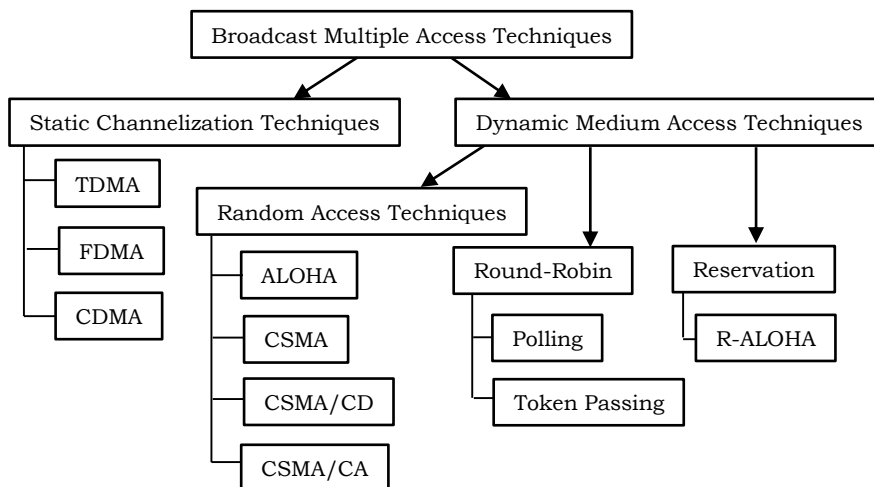 Broadcast Multiple Access Techniques
Static Channelization Techniques
Dynamic Medium Access Techniques
TDMA
FDMA
CDMA
Random Access Techniques
ALOHA
CSMA
CSMA/CD
CSMA/CA
Round-Robin
Polling
Token Passing
Reservation
R-ALOHA